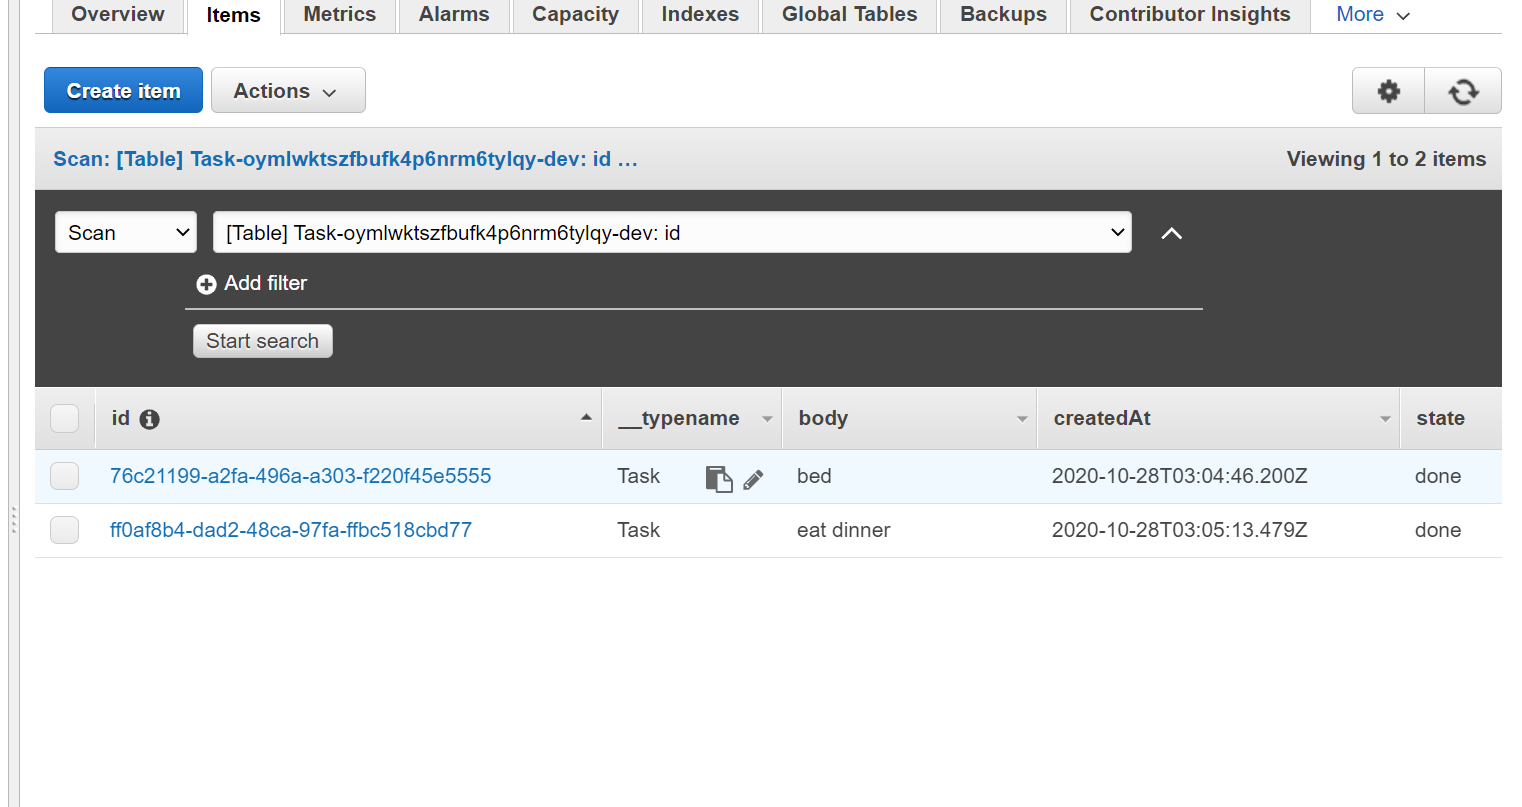 Overview Items Metrics Alarms Capacity Indexes Global Tables Backups Contributor Insights More
Create item Actions
Scan: [Table] Task-oymlwktszfbufk4p6nrm6tylqy-dev: id ... Viewing 1 to 2 items
Scan [Table] Task-oymlwktszfbufk4p6nrm6tylqy-dev: id
Add filter
Start search
id __typename body createdAt state
76c21199-a2fa-496a-a303-f220f45e5555 Task bed 2020-10-28T03:04:46.200Z done
ff0af8b4-dad2-48ca-97fa-ffbc518cbd77 Task eat dinner 2020-10-28T03:05:13.479Z done